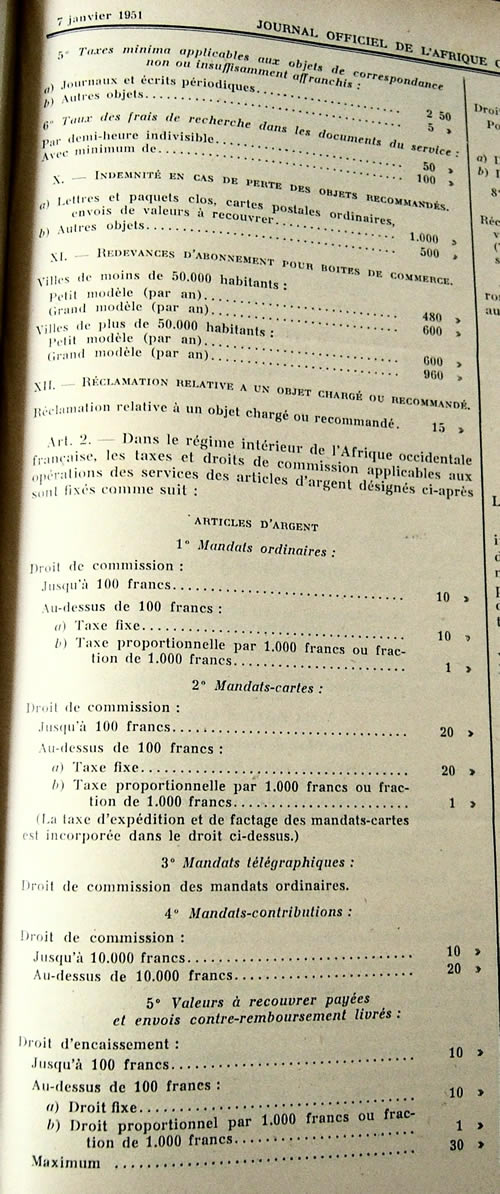 7 janvier 1951
JOURNAL OFFICIEL DE L'AFRIQUE
5° Taxes minima applicables aux objets de correspondance
non ou insuffisamment affranchis :
a) Journaux et écrits périodiques.................... 2 50
b) Autres objets.................... 5 »
6° Taux des frais de recherche dans les documents du service :
Par demi-heure indivisible.................... 50 »
Avec minimum de.................... 100 »
X. — INDEMNITÉ EN CAS DE PERTE DES OBJETS RECOMMANDÉS.
a) Lettres et paquets clos, cartes postales ordinaires,
envois de valeurs à recouvrer.................... 1.000 »
b) Autres objets.................... 500 »
XI. — REDEVANCES D'ABONNEMENT POUR BOITES DE COMMERCE.
Villes de moins de 50.000 habitants :
Petit modèle (par an).................... 480 »
Grand modèle (par an).................... 600 »
Villes de plus de 50.000 habitants :
Petit modèle (par an).................... 600 »
Grand modèle (par an).................... 960 »
XII. — RÉCLAMATION RELATIVE A UN OBJET CHARGÉ OU RECOMMANDÉ.
Réclamation relative à un objet chargé ou recommandé. 15 »
Art. 2. — Dans le régime intérieur de l'Afrique occidentale
française, les taxes et droits de commission applicables aux
opérations des services des articles d'argent désignés ci-après
sont fixés comme suit :
ARTICLES D'ARGENT
1° Mandats ordinaires :
Droit de commission :
Jusqu'à 100 francs.................... 10 »
Au-dessus de 100 francs :
a) Taxe fixe.................... 10 »
b) Taxe proportionnelle par 1.000 francs ou frac-
tion de 1.000 francs.................... 1 »
2° Mandats-cartes :
Droit de commission :
Jusqu'à 100 francs.................... 20 »
Au-dessus de 100 francs :
a) Taxe fixe.................... 20 »
b) Taxe proportionnelle par 1.000 francs ou frac-
tion de 1.000 francs.................... 1 »
(La taxe d'expédition et de factage des mandats-cartes
est incorporée dans le droit ci-dessus.)
3° Mandats télégraphiques :
Droit de commission des mandats ordinaires.
4° Mandats-contributions :
Droit de commission :
Jusqu'à 10.000 francs.................... 10 »
Au-dessus de 10.000 francs.................... 20 »
5° Valeurs à recouvrer payées
et envois contre-remboursement livrés :
Droit d'encaissement :
Jusqu'à 100 francs.................... 10 »
Au-dessus de 100 francs :
a) Droit fixe.................... 10 »
b) Droit proportionnel par 1.000 francs ou frac-
tion de 1.000 francs.................... 1 »
Maximum .................... 30 »